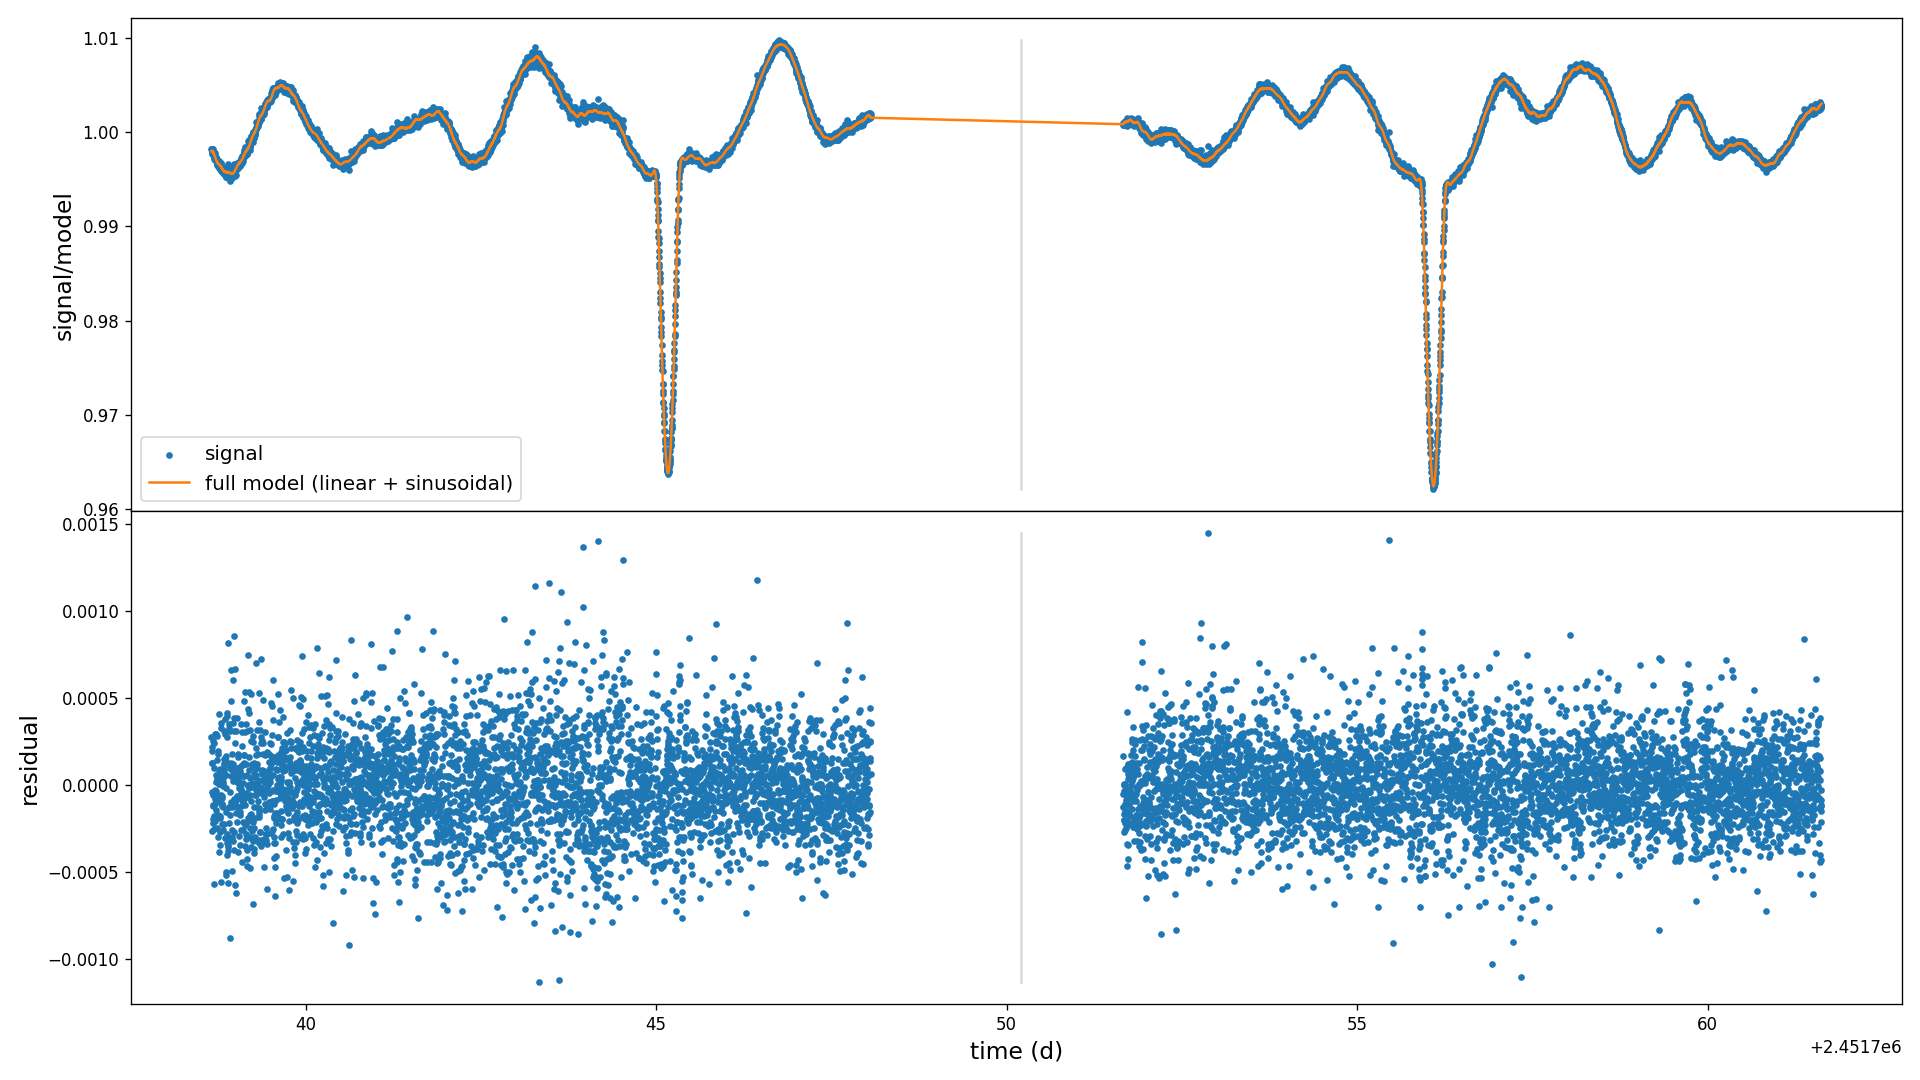 1.01
1.00
0.99
0.98
0.97
0.96
signal/model
signal
full model (linear + sinusoidal)
0.0015
0.0010
0.0005
0.0000
−0.0005
−0.0010
residual
40
45
50
55
60
time (d)
+2.4517e6